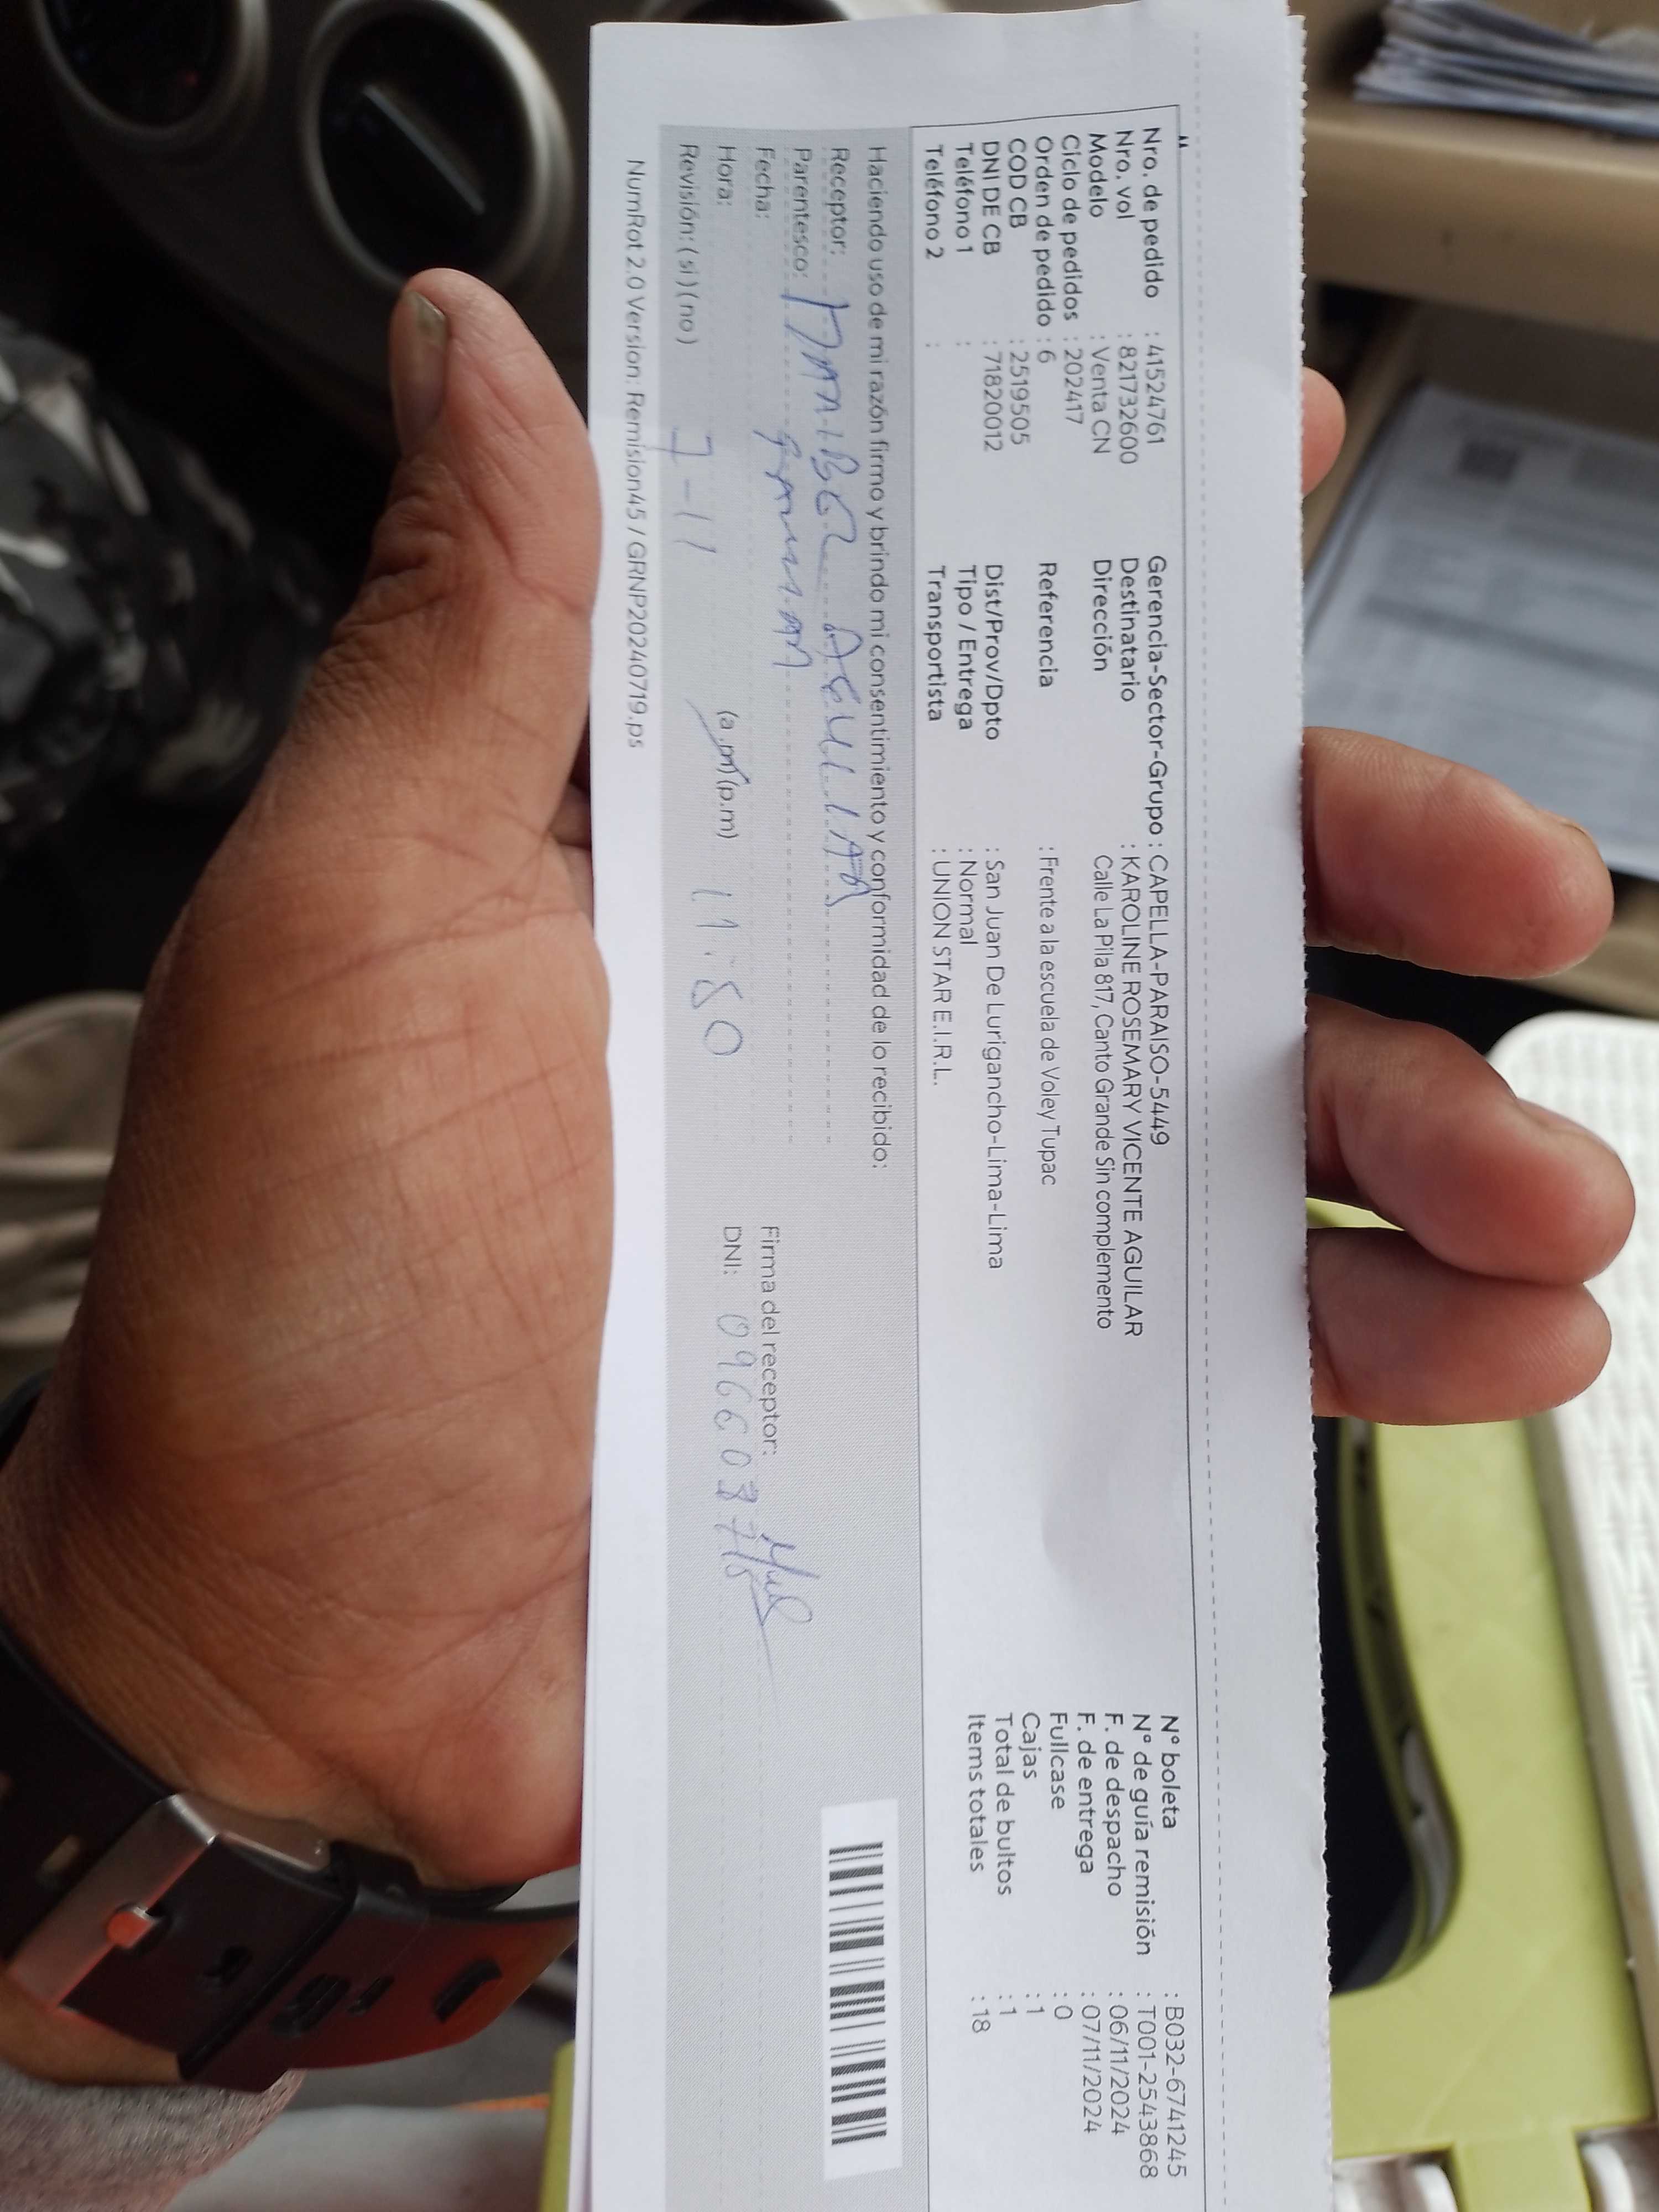 Nro. de pedido : 41524761
Nro. vol : 821732600
Modelo : Venta CN
Ciclo de pedidos : 202417
Orden de pedido : 6
COD CB : 2519505
DNI DE CB : 71820012
Teléfono 1 :
Teléfono 2 :
Gerencia-Sector-Grupo : CAPELLA-PARAISO-5449
Destinatario : KAROLINE ROSEMARY VICENTE AGUILAR
Dirección Calle La Pila 817, Canto Grande Sin complemento
Referencia : Frente a la escuela de Voley Tupac
Dist/Prov/Dpto : San Juan De Lurigancho-Lima-Lima
Tipo / Entrega : Normal
Transportista : UNION STAR E.I.R.L.
N° boleta : B032-6741245
N° de guía remisión : T001-2543868
F. de despacho : 06/11/2024
F. de entrega : 07/11/2024
Fullcase : 0
Cajas : 1
Total de bultos : 1
Items totales : 18
Haciendo uso de mi razón firmo y brindo mi consentimiento y conformidad de lo recibido:
Receptor: MARIBEL AGUILAR
Parentesco:
Fecha: 7-11
Hora: (a.m)(p.m) 11:50
Revisión: (si) (no)
Firma del receptor:
DNI:
NumRot 2.0 Version: Remision45 / GRNP20240719.ps